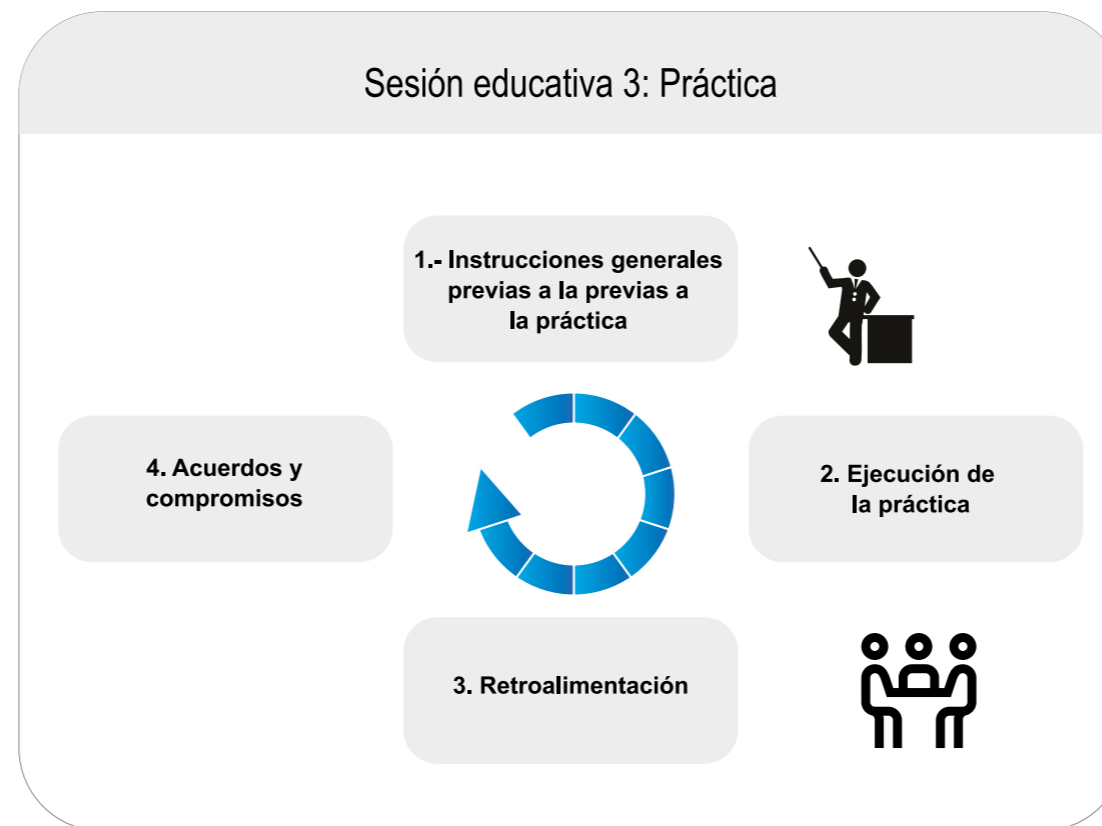 Sesión educativa 3: Práctica
1.- Instrucciones generales
previas a la previas a
la práctica
2. Ejecución de
la práctica
3. Retroalimentación
4. Acuerdos y
compromisos